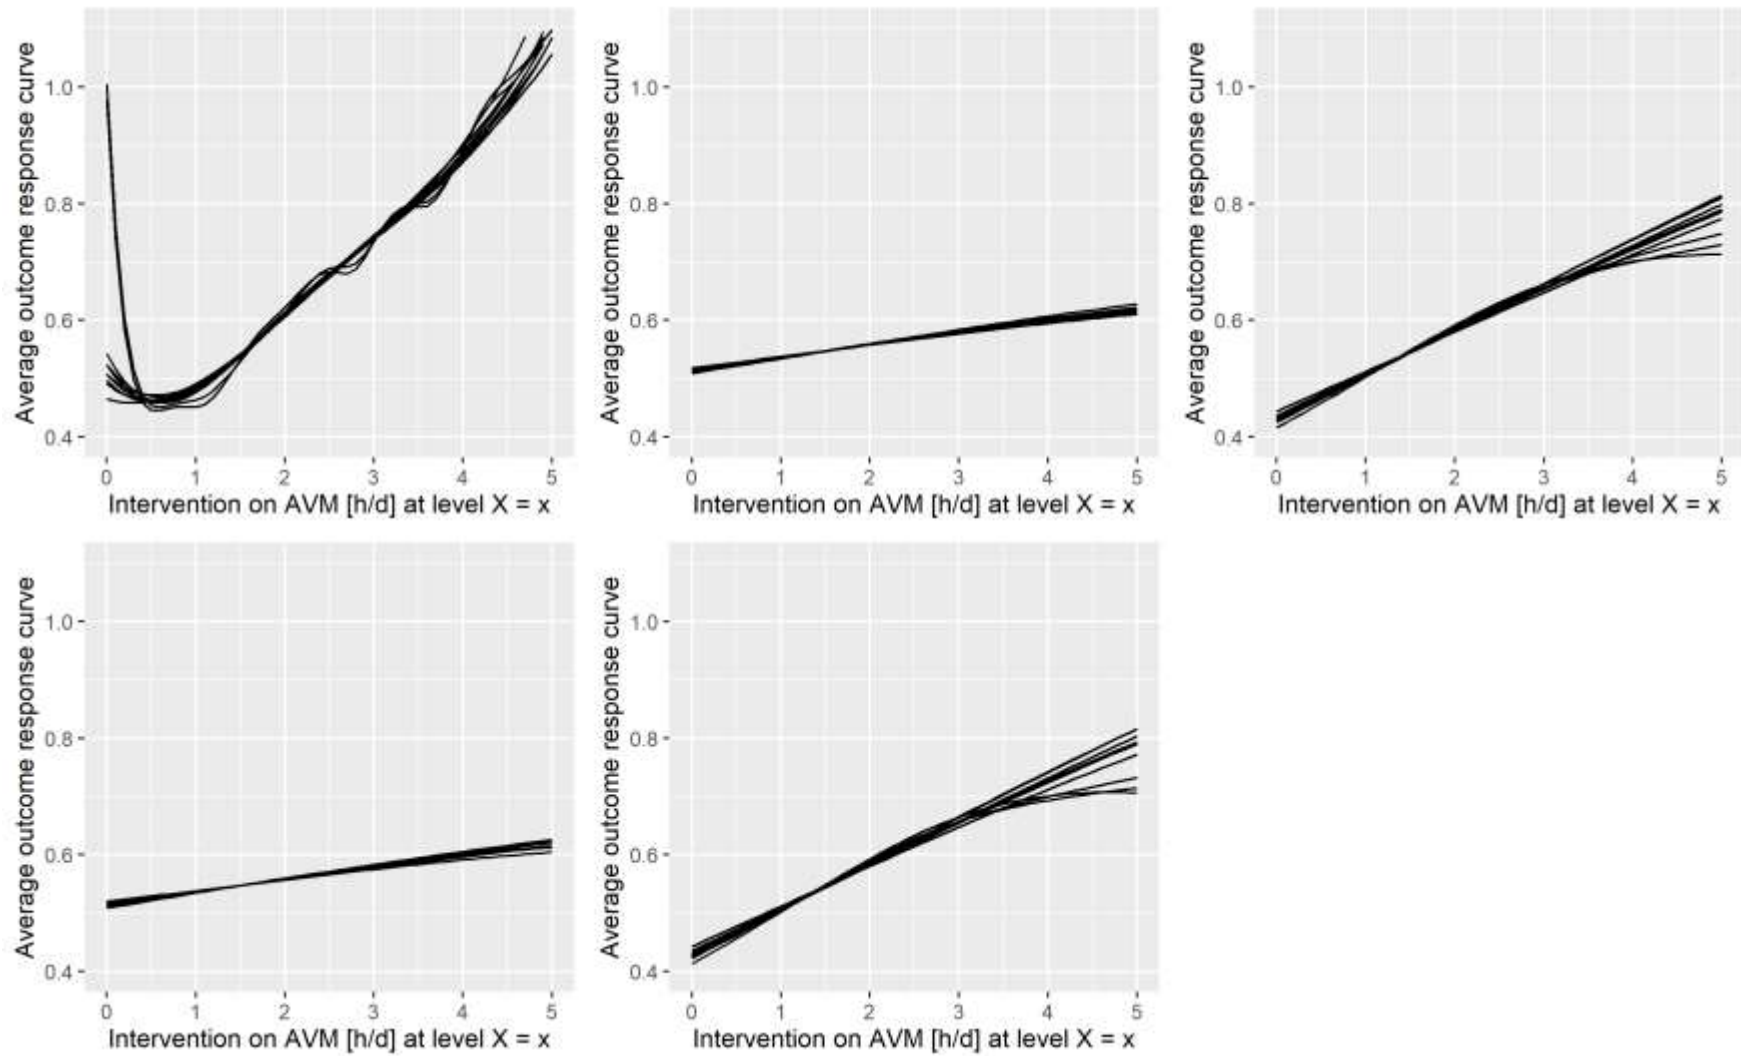 Average outcome response curve
1.0
0.8
0.6
0.4
0 1 2 3 4 5
Intervention on AVM [h/d] at level X = x
Average outcome response curve
1.0
0.8
0.6
0.4
0 1 2 3 4 5
Intervention on AVM [h/d] at level X = x
Average outcome response curve
1.0
0.8
0.6
0.4
0 1 2 3 4 5
Intervention on AVM [h/d] at level X = x
Average outcome response curve
1.0
0.8
0.6
0.4
0 1 2 3 4 5
Intervention on AVM [h/d] at level X = x
Average outcome response curve
1.0
0.8
0.6
0.4
0 1 2 3 4 5
Intervention on AVM [h/d] at level X = x